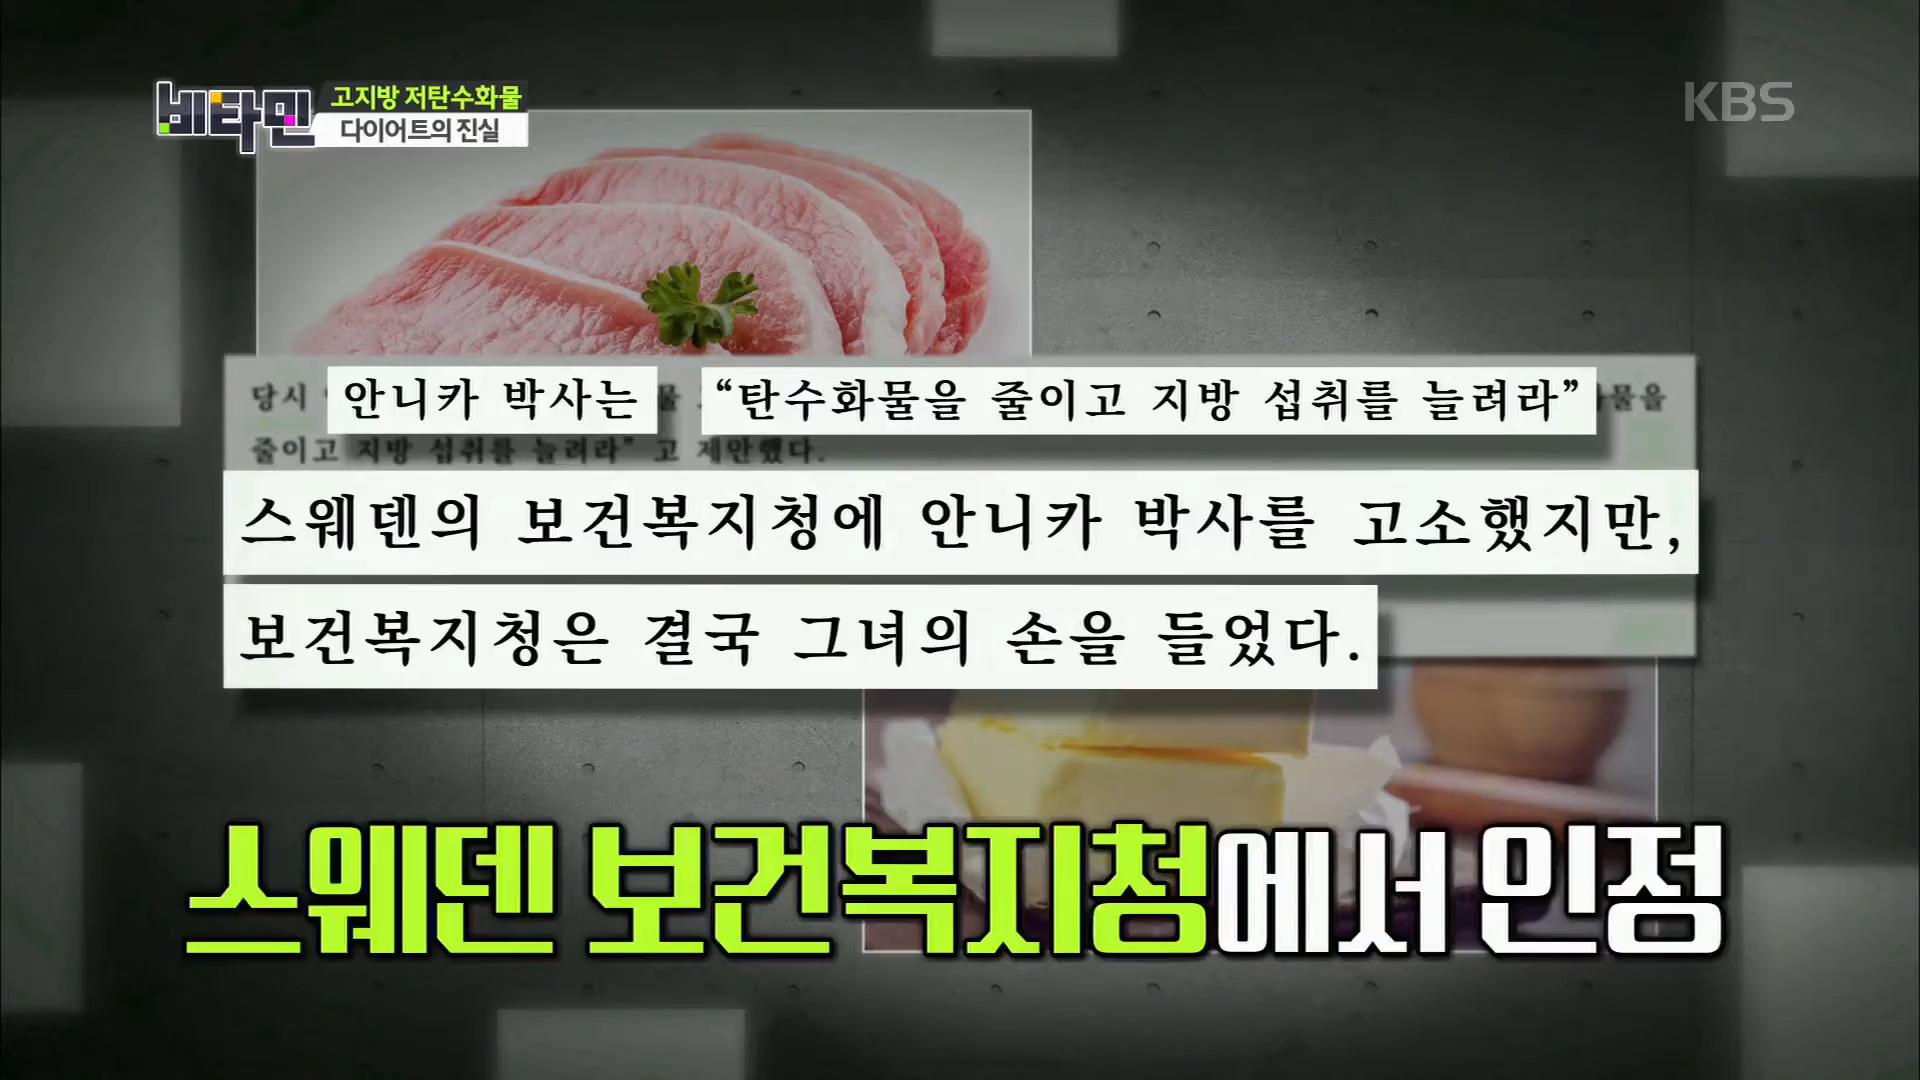 비타민
고지방 저탄수화물
다이어트의 진실
KBS
당시 안니카 박사는 “탄수화물을 줄이고 지방 섭취를 늘려라” 물을
줄이고 지방 섭취를 늘려라” 고 제안했다.
스웨덴의 보건복지청에 안니카 박사를 고소했지만,
보건복지청은 결국 그녀의 손을 들었다.
스웨덴 보건복지청에서 인정